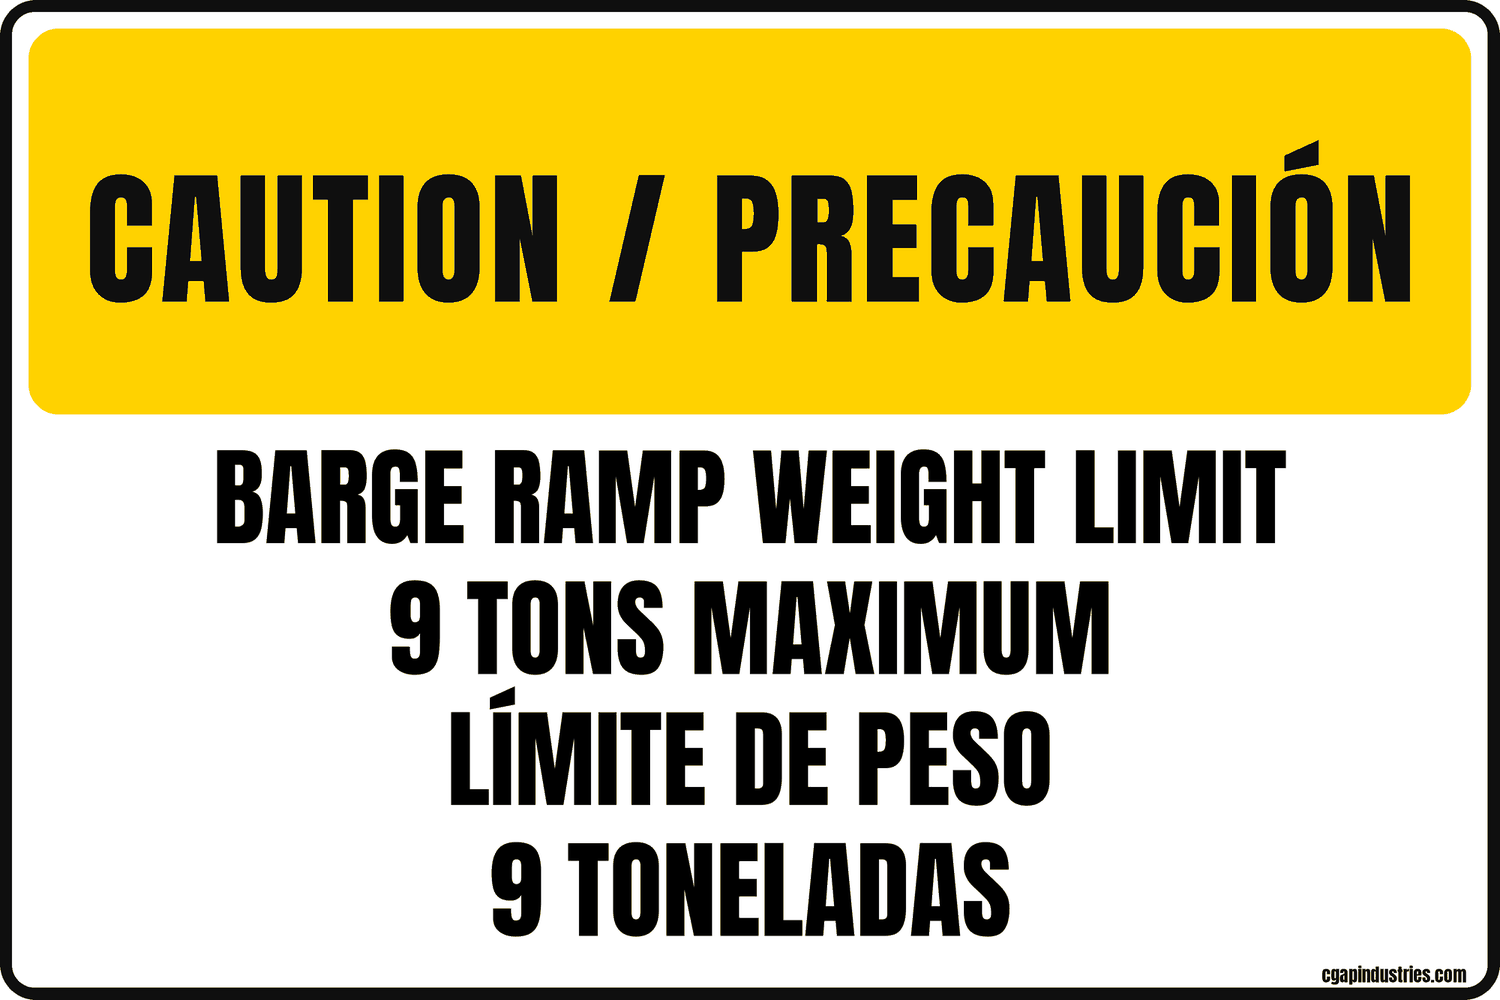 CAUTION / PRECAUCIÓN
BARGE RAMP WEIGHT LIMIT
9 TONS MAXIMUM
LÍMITE DE PESO
9 TONELADAS
cgapindustries.com